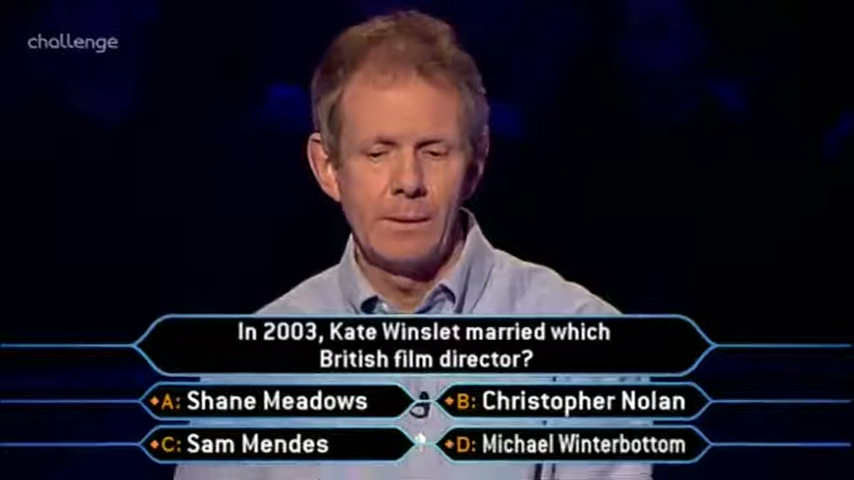 challenge
In 2003, Kate Winslet married which
British film director?
A: Shane Meadows
B: Christopher Nolan
C: Sam Mendes
D: Michael Winterbottom